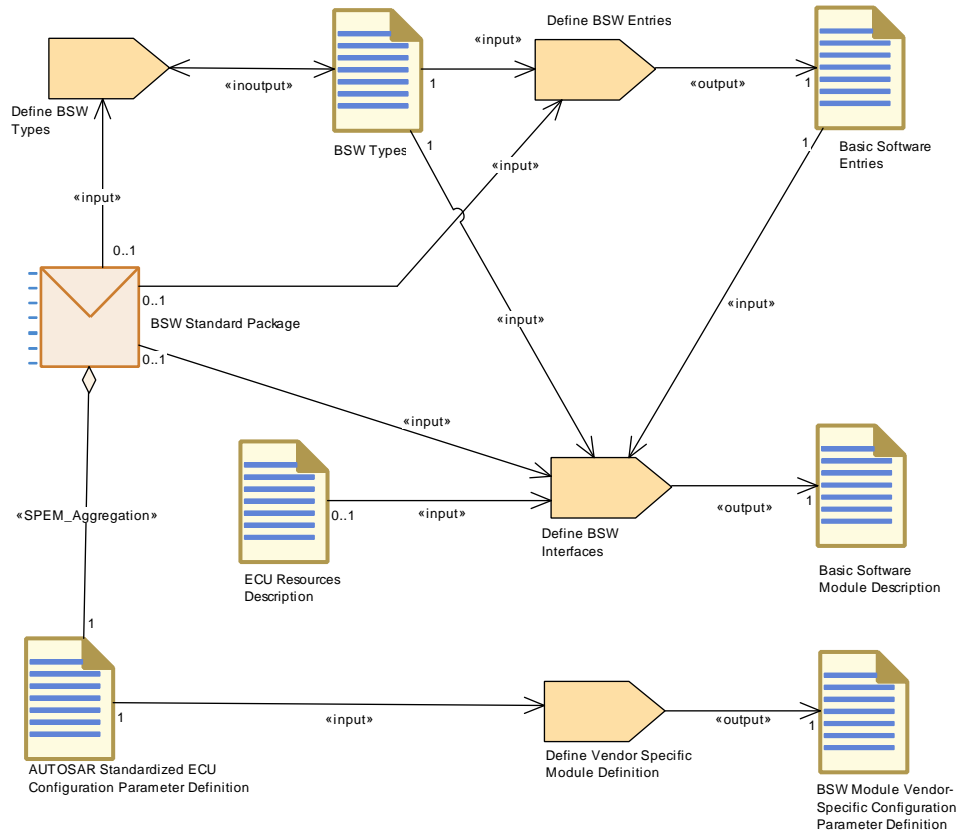 Define BSW Entries
«input»
«inoutput»
1
«output»
1
Define BSW
Types
BSW Types
1
1
Basic Software
Entries
«input»
«input»
0..1
0..1
BSW Standard Package
«input»
«input»
0..1
«input»
«SPEM_Aggregation»
0..1
«input»
Define BSW
Interfaces
«output»
1
ECU Resources
Description
Basic Software
Module Description
1
1
«input»
«output»
1
AUTOSAR Standardized ECU
Configuration Parameter Definition
Define Vendor Specific
Module Definition
BSW Module Vendor-
Specific Configuration
Parameter Definition